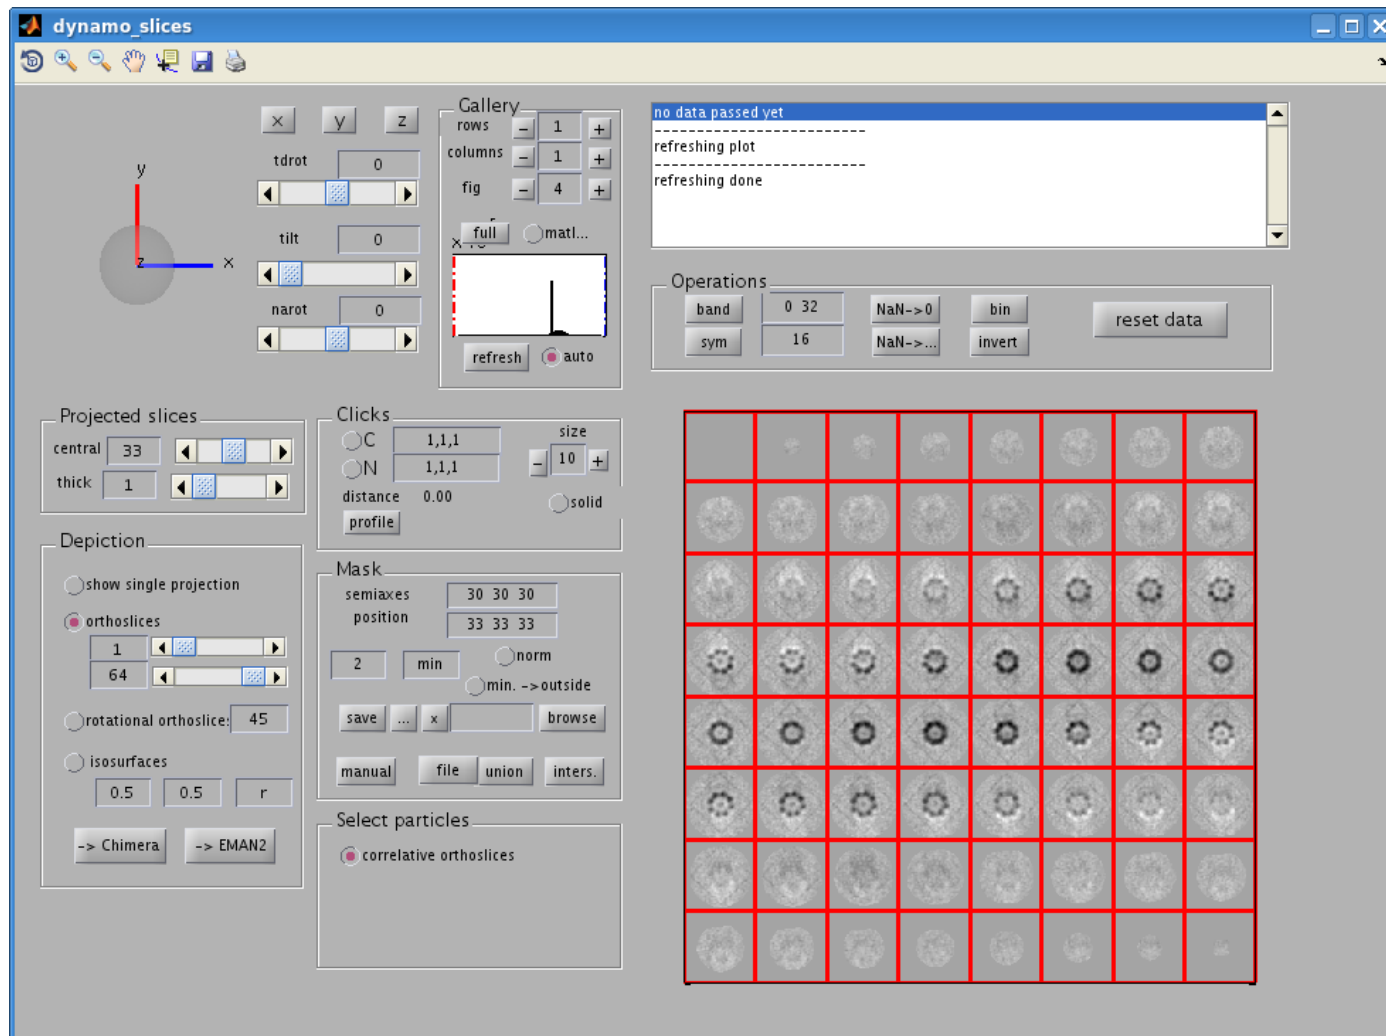 dynamo_slices
x y z
tdrot 0
tilt 0
narot 0
y
z x
Gallery
rows - 1 +
columns - 1 +
fig - 4 +
full matl...
refresh auto
no data passed yet
--------------------------
refreshing plot
--------------------------
refreshing done
Operations
band 0 32 NaN->0 bin
sym 16 NaN->... invert
reset data
Projected slices
central 33
thick 1
Clicks
C 1,1,1
N 1,1,1
size
- 10 +
distance 0.00
solid
profile
Depiction
show single projection
orthoslices
1
64
rotational orthoslice: 45
isosurfaces
0.5 0.5 r
-> Chimera -> EMAN2
Mask
semiaxes 30 30 30
position 33 33 33
2 min norm
min. ->outside
save ... x browse
manual file union inters.
Select particles
correlative orthoslices